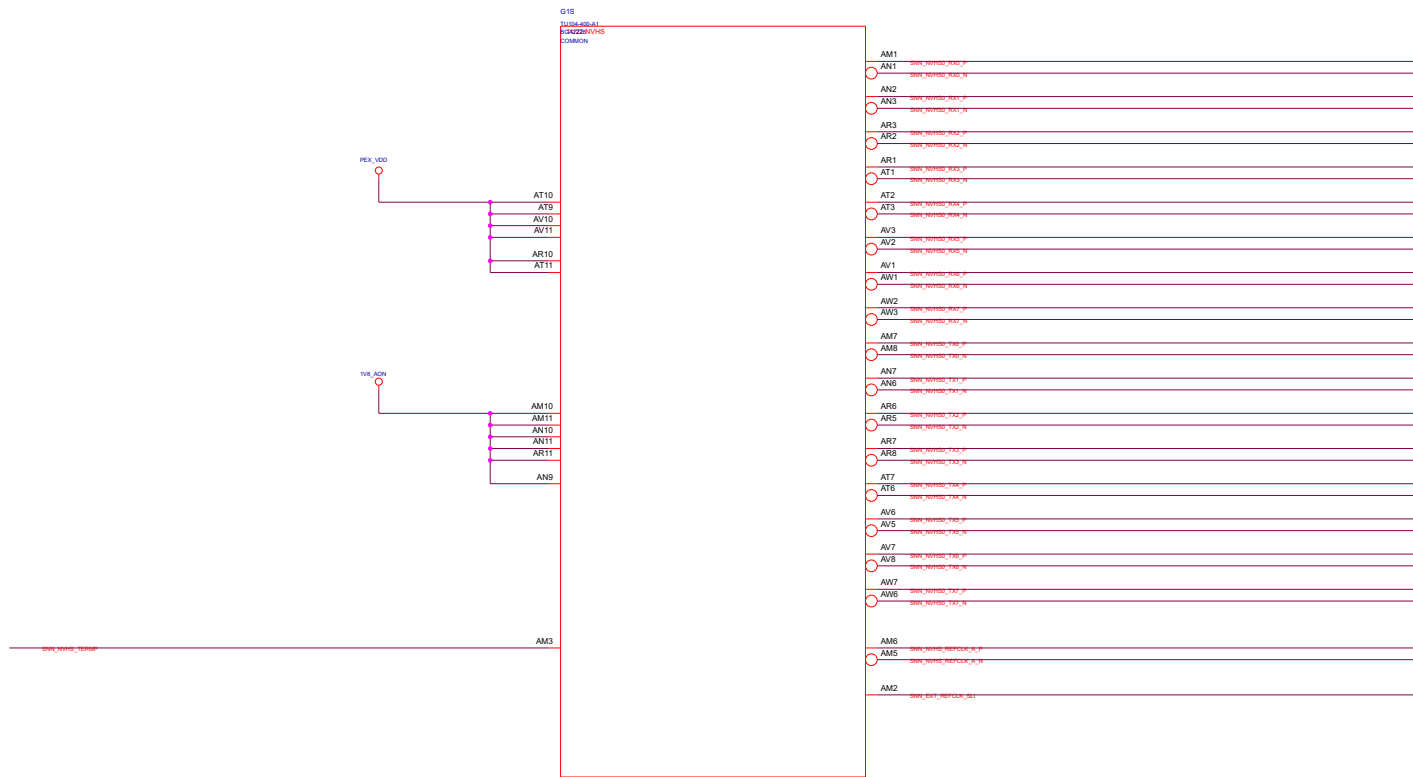 G1S
TU104-400-A1
COMMON
AM1
SNN_NVHS0_RX0_P
AN1
SNN_NVHS0_RX0_N
AN2
SNN_NVHS0_RX1_P
AN3
SNN_NVHS0_RX1_N
AR3
SNN_NVHS0_RX2_P
AR2
SNN_NVHS0_RX2_N
AR1
SNN_NVHS0_RX3_P
AT1
SNN_NVHS0_RX3_N
AT2
SNN_NVHS0_RX4_P
AT3
SNN_NVHS0_RX4_N
AV3
SNN_NVHS0_RX5_P
AV2
SNN_NVHS0_RX5_N
AV1
SNN_NVHS0_RX6_P
AW1
SNN_NVHS0_RX6_N
AW2
SNN_NVHS0_RX7_P
AW3
SNN_NVHS0_RX7_N
AM7
SNN_NVHS0_TX0_P
AM8
SNN_NVHS0_TX0_N
AN7
SNN_NVHS0_TX1_P
AN6
SNN_NVHS0_TX1_N
AR6
SNN_NVHS0_TX2_P
AR5
SNN_NVHS0_TX2_N
AR7
SNN_NVHS0_TX3_P
AR8
SNN_NVHS0_TX3_N
AT7
SNN_NVHS0_TX4_P
AT6
SNN_NVHS0_TX4_N
AV6
SNN_NVHS0_TX5_P
AV5
SNN_NVHS0_TX5_N
AV7
SNN_NVHS0_TX6_P
AV8
SNN_NVHS0_TX6_N
AW7
SNN_NVHS0_TX7_P
AW6
SNN_NVHS0_TX7_N
AM6
SNN_NVHS_REFCLK_A_P
AM5
SNN_NVHS_REFCLK_A_N
AM2
SNN_EXT_REFCLK_SLI
PEX_VDD
AT10
AT9
AV10
AV11
AR10
AT11
1V8_AON
AM10
AM11
AN10
AN11
AR11
AN9
AM3
SNN_NVHS_TERMP